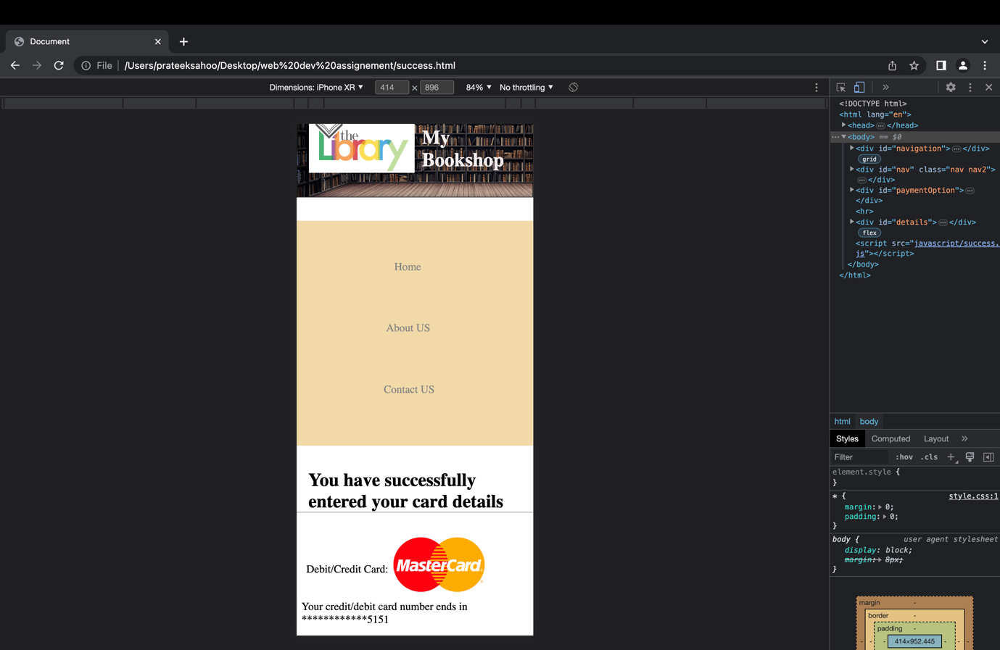 Document
File
/Users/prateeksahoo/Desktop/web%20dev%20assignement/success.html
Dimensions: iPhone XR ▼ 414 × 896 84% ▼ No throttling ▼
the
Library
My
Bookshop
Home
About US
Contact US
You have successfully
entered your card details
Debit/Credit Card:
MasterCard
Your credit/debit card number ends in
************5151
<!DOCTYPE html>
<html lang="en">
<head>…</head>
<body> == $0
<div id="navigation">…</div>
grid
<div id="nav" class="nav nav2">
…</div>
<div id="paymentOption">…
</div>
<hr>
<div id="details">…</div>
flex
<script src="javascript/success.
js"></script>
</body>
</html>
html body
Styles Computed Layout »
Filter :hov .cls +
element.style {
}
* { style.css:1
margin: 0;
padding: 0;
}
body { user agent stylesheet
display: block;
margin: 8px;
}
margin -
border -
padding -
- - - 414×952.445 - - -